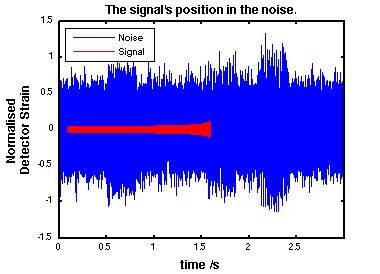 The signal's position in the noise.
1.5
Noise
Signal
1
0.5
0
-0.5
-1
-1.5
Normalised
Detector Strain
0 0.5 1 1.5 2 2.5
time /s